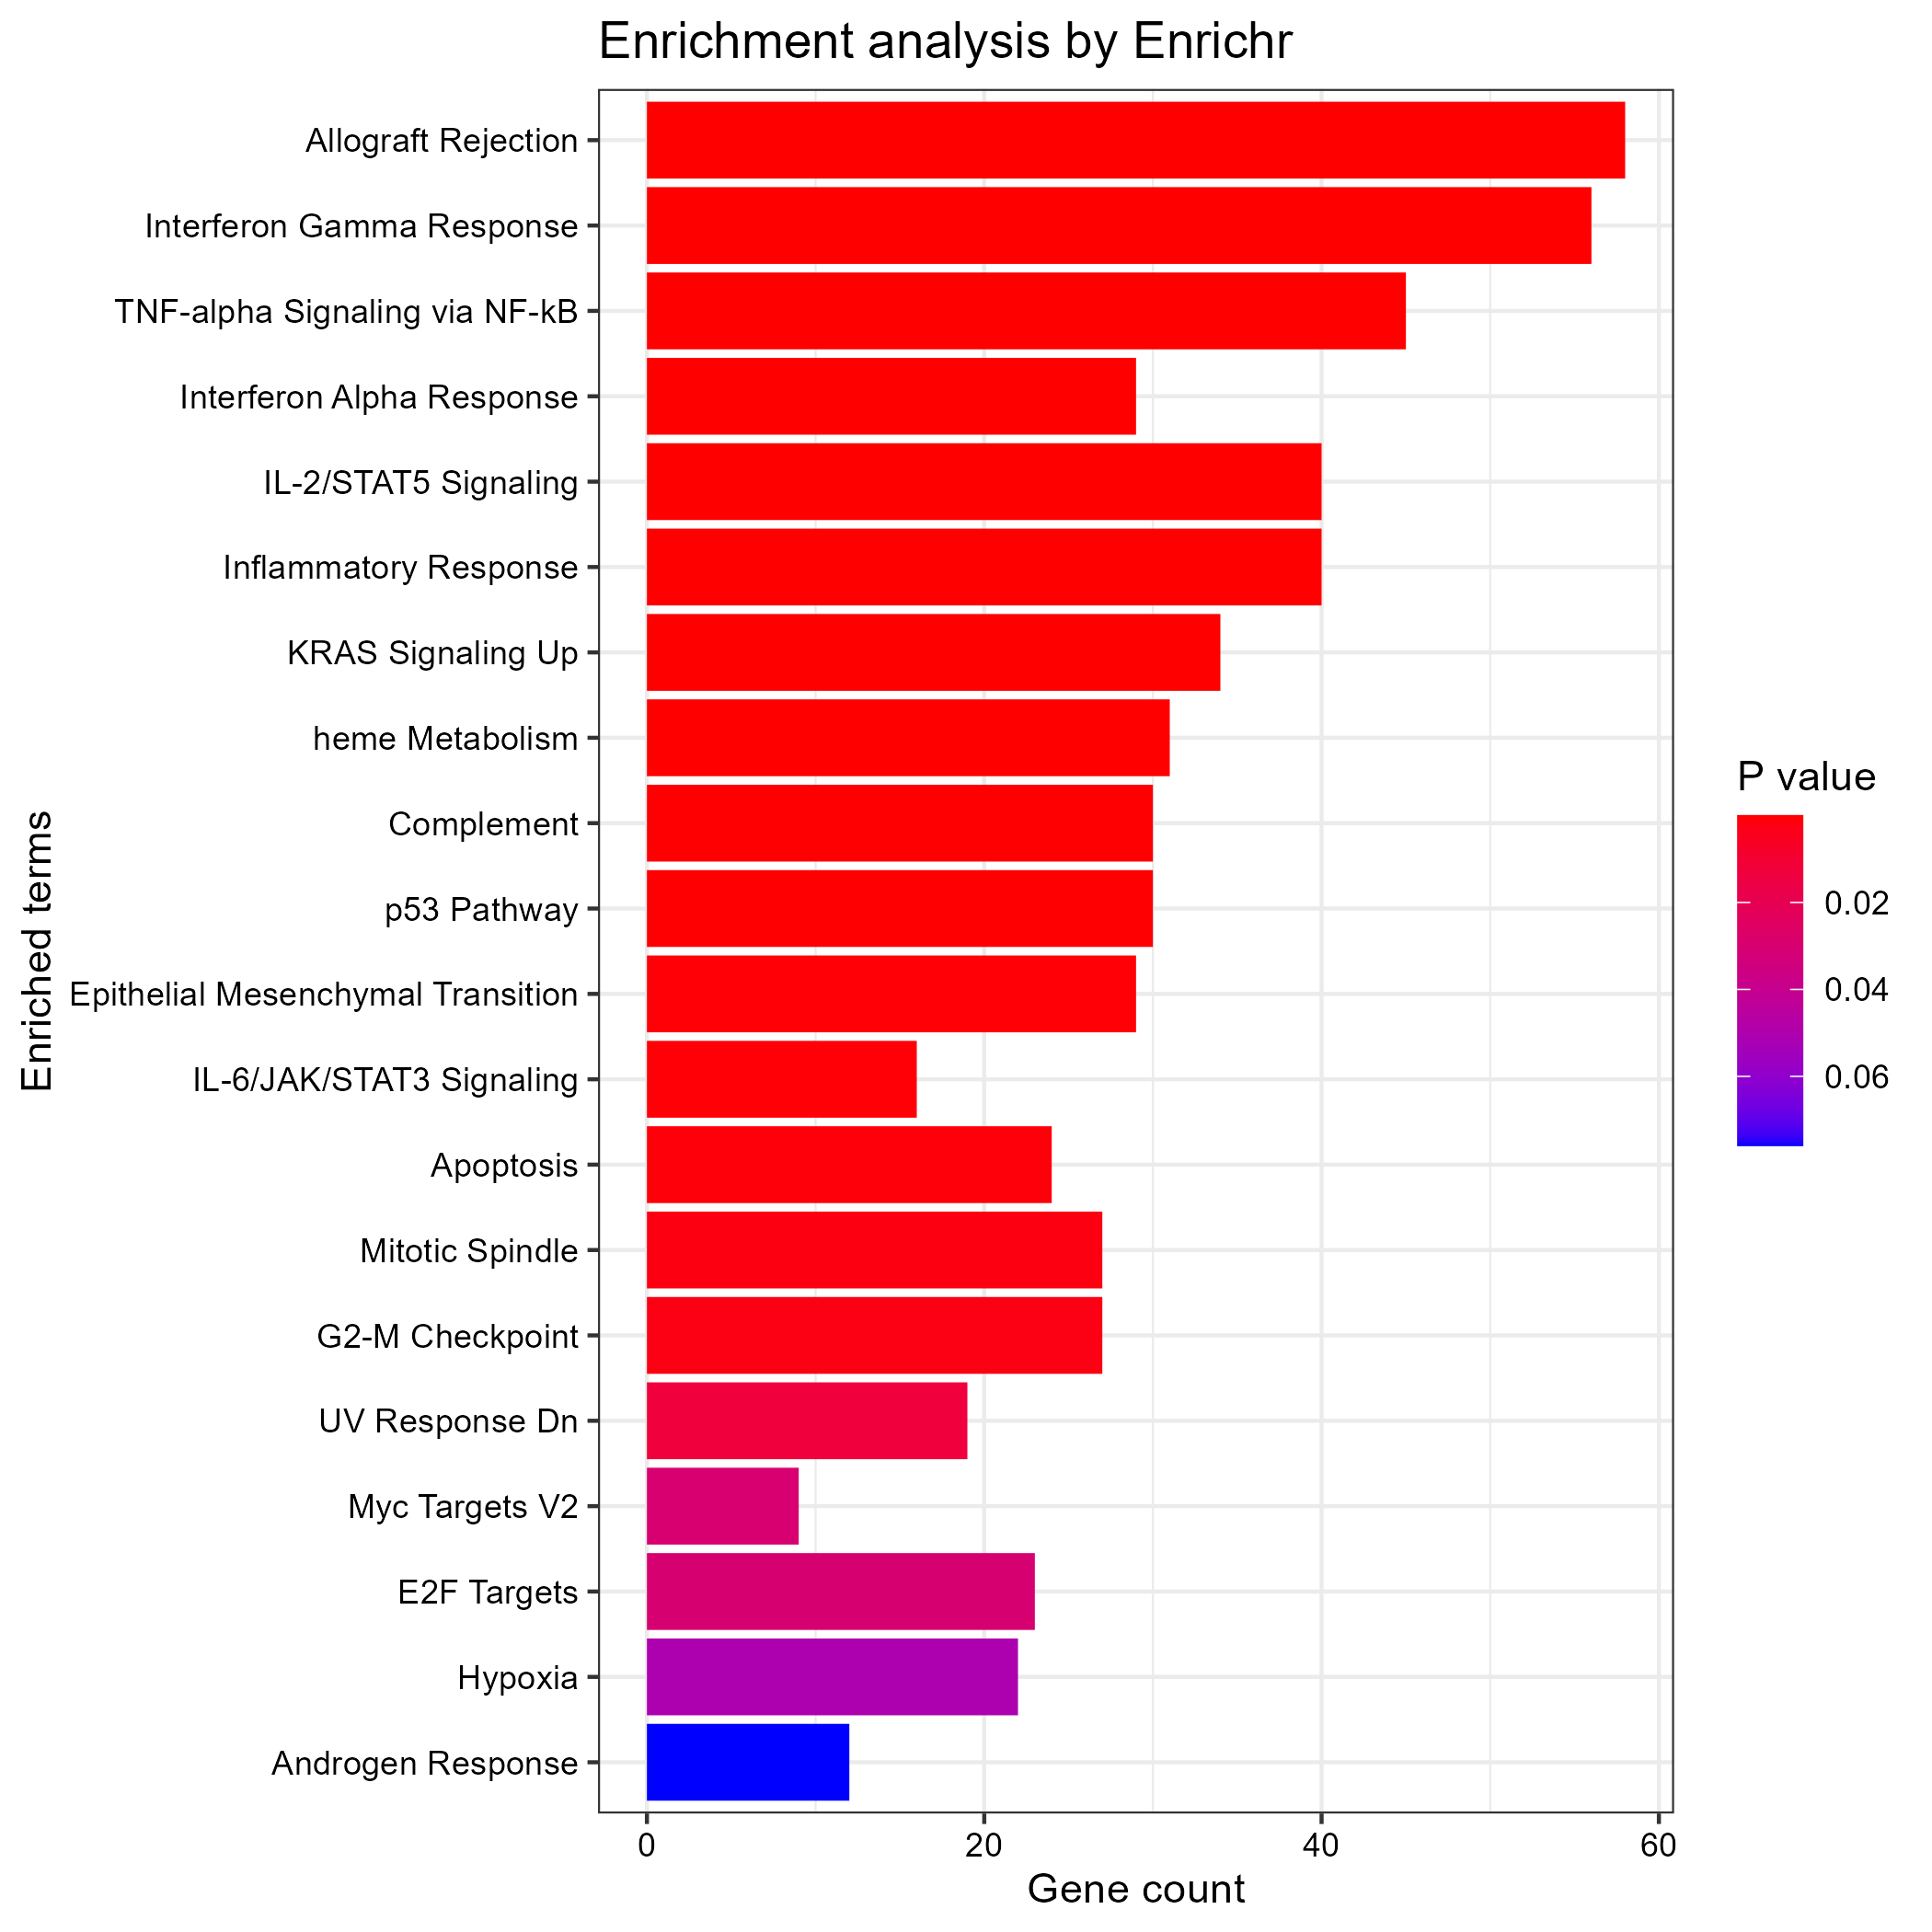 Enrichment analysis by Enrichr
Enriched terms
Allograft Rejection
Interferon Gamma Response
TNF-alpha Signaling via NF-kB
Interferon Alpha Response
IL-2/STAT5 Signaling
Inflammatory Response
KRAS Signaling Up
heme Metabolism
Complement
p53 Pathway
Epithelial Mesenchymal Transition
IL-6/JAK/STAT3 Signaling
Apoptosis
Mitotic Spindle
G2-M Checkpoint
UV Response Dn
Myc Targets V2
E2F Targets
Hypoxia
Androgen Response
0 20 40 60
Gene count
P value
0.02
0.04
0.06